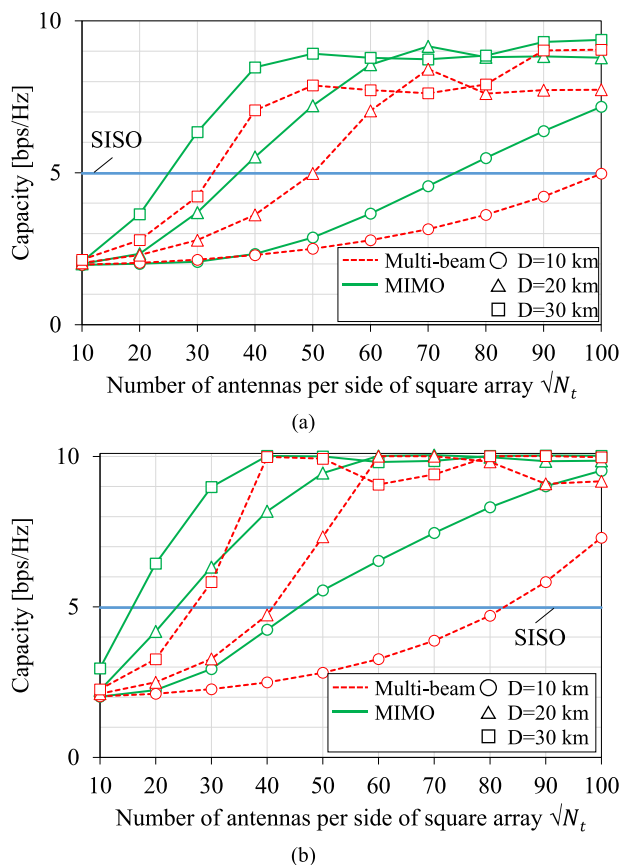 10
5
0
Capacity [bps/Hz]
SISO
Multi-beam
MIMO
D=10 km
D=20 km
D=30 km
10 20 30 40 50 60 70 80 90 100
Number of antennas per side of square array √N_t
(a)
10
5
0
Capacity [bps/Hz]
SISO
Multi-beam
MIMO
D=10 km
D=20 km
D=30 km
10 20 30 40 50 60 70 80 90 100
Number of antennas per side of square array √N_t
(b)